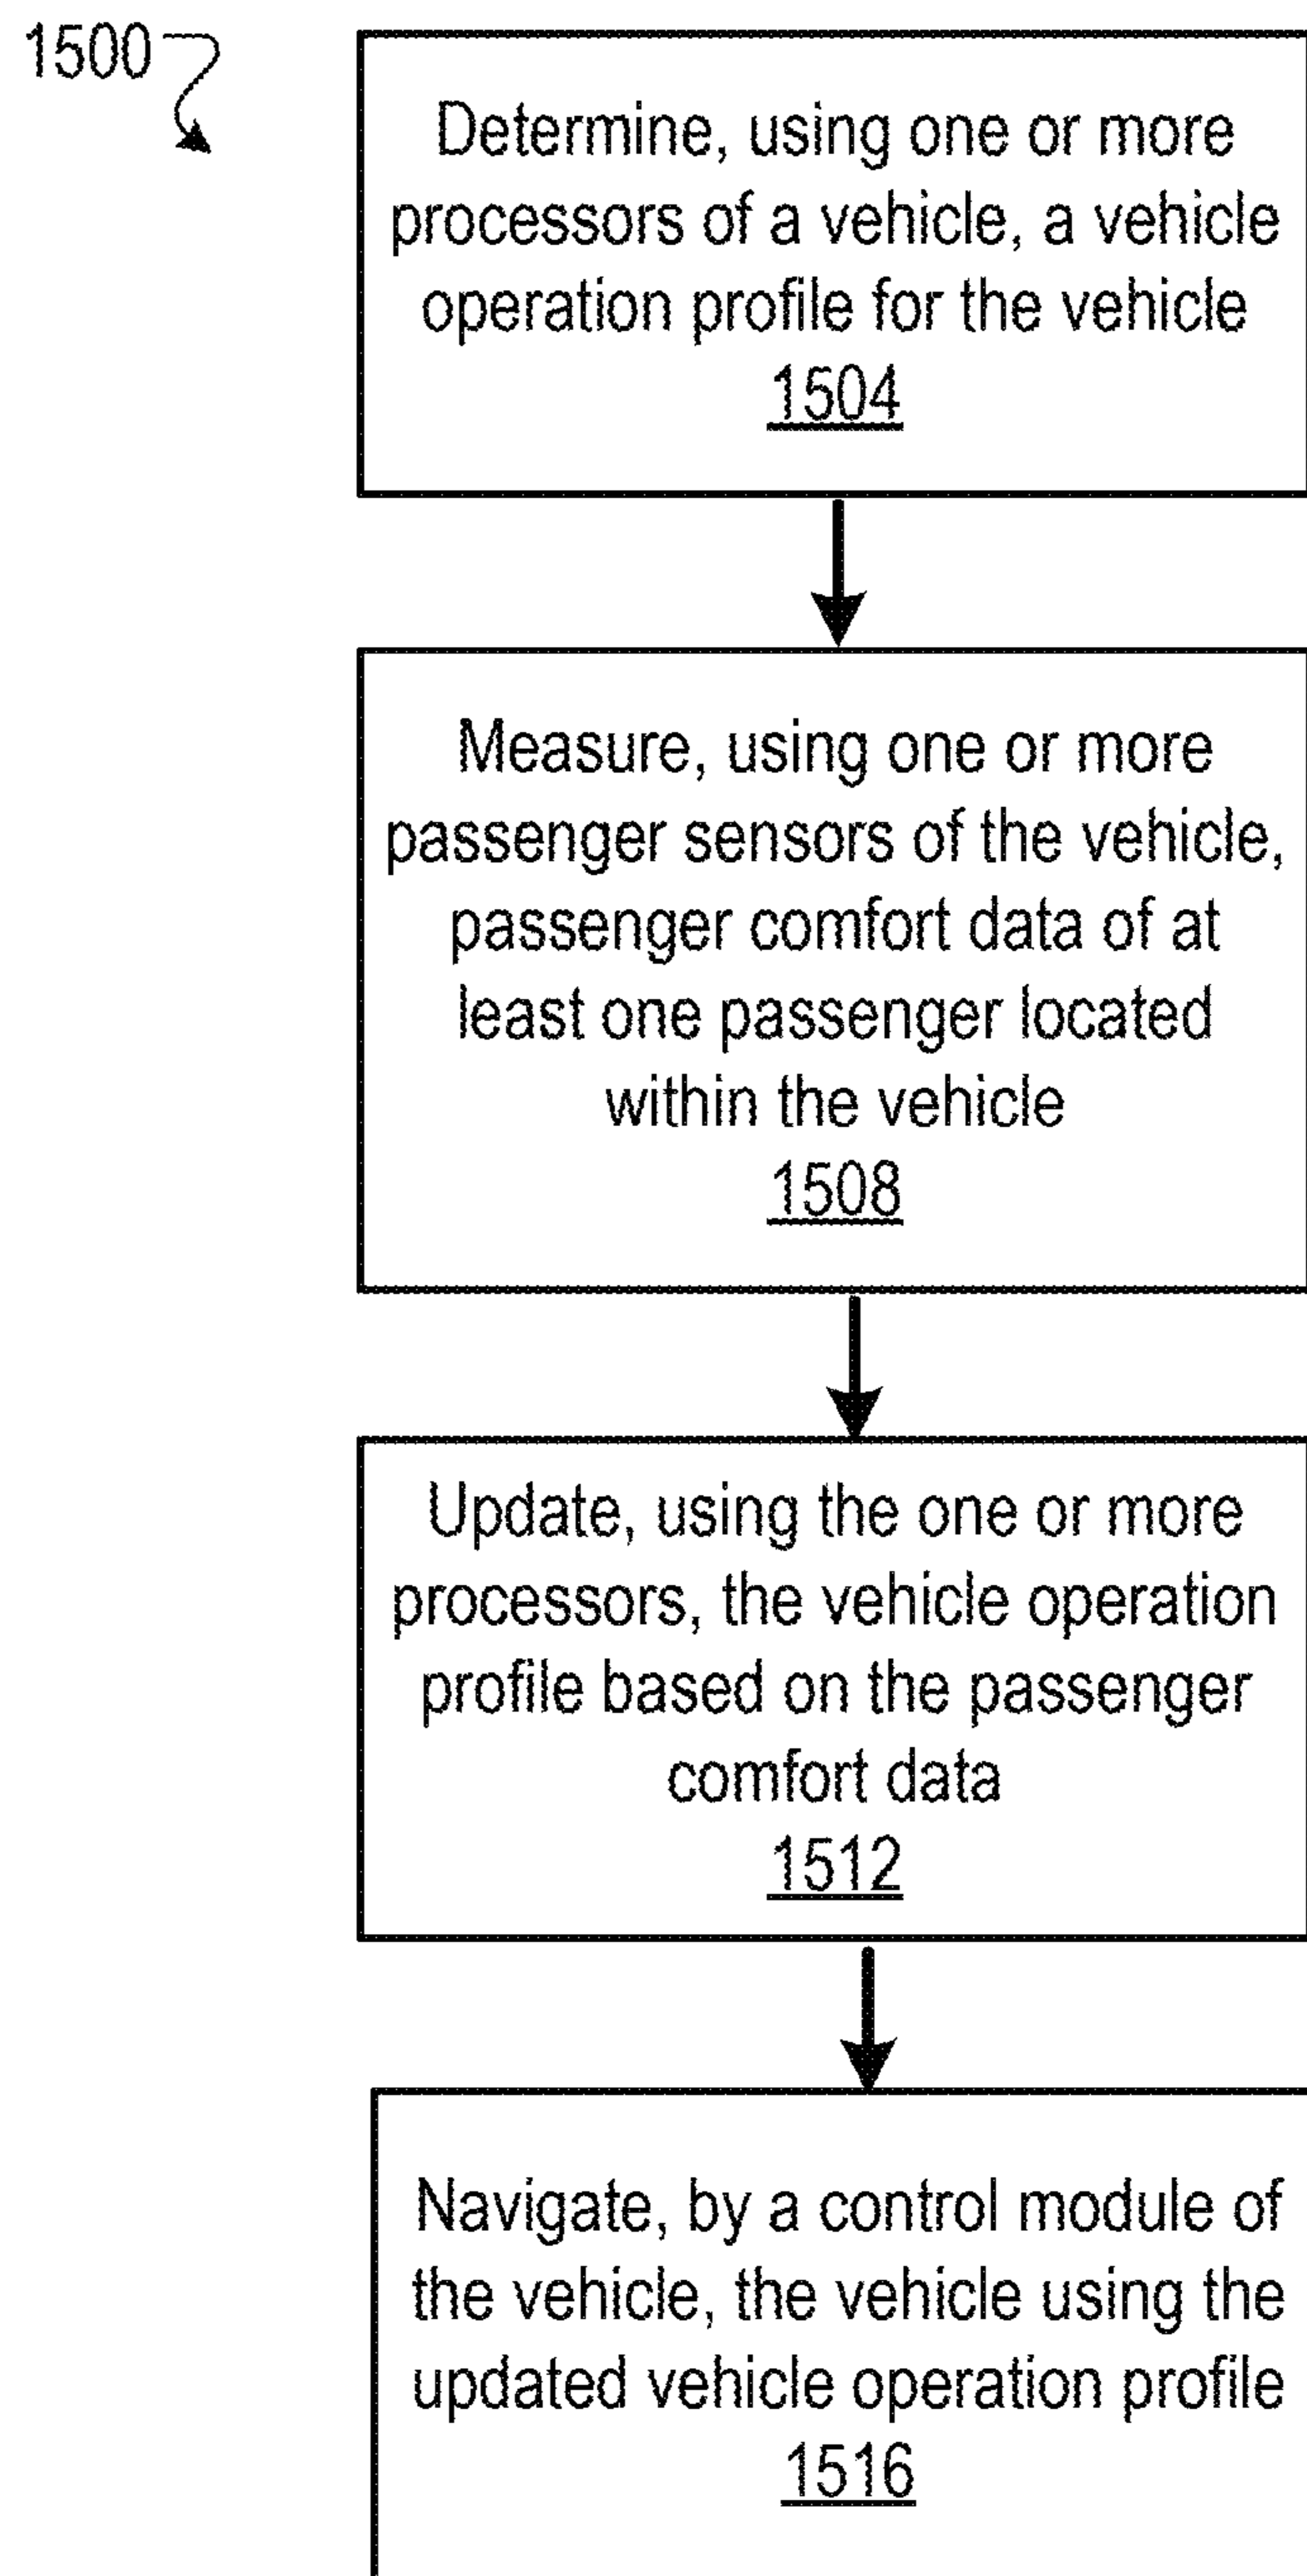 1500
Determine, using one or more
processors of a vehicle, a vehicle
operation profile for the vehicle
1504
Measure, using one or more
passenger sensors of the vehicle,
passenger comfort data of at
least one passenger located
within the vehicle
1508
Update, using the one or more
processors, the vehicle operation
profile based on the passenger
comfort data
1512
Navigate, by a control module of
the vehicle, the vehicle using the
updated vehicle operation profile
1516